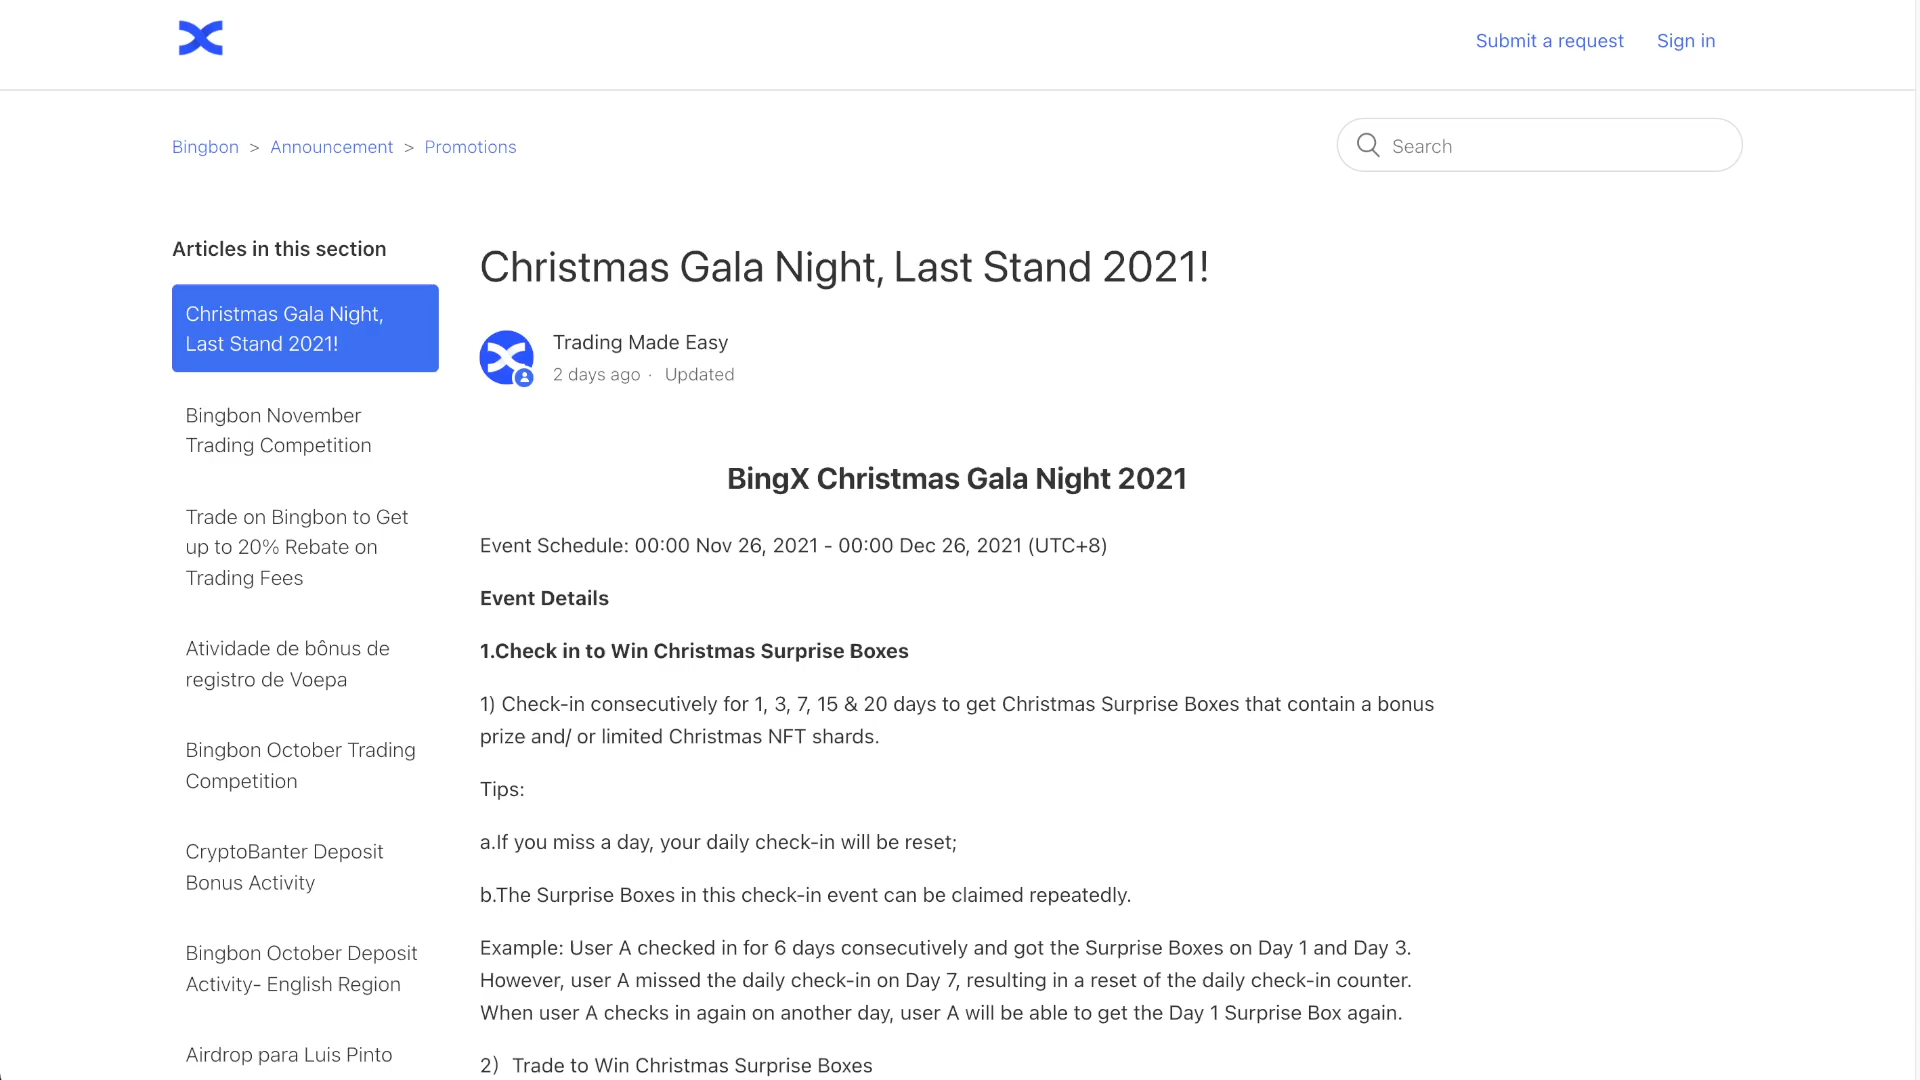 Submit a request
Sign in
Bingbon > Announcement > Promotions
Search
Articles in this section
Christmas Gala Night,
Last Stand 2021!
Bingbon November
Trading Competition
Trade on Bingbon to Get
up to 20% Rebate on
Trading Fees
Atividade de bônus de
registro de Voepa
Bingbon October Trading
Competition
CryptoBanter Deposit
Bonus Activity
Bingbon October Deposit
Activity- English Region
Airdrop para Luis Pinto
Christmas Gala Night, Last Stand 2021!
Trading Made Easy
2 days ago · Updated
BingX Christmas Gala Night 2021
Event Schedule: 00:00 Nov 26, 2021 - 00:00 Dec 26, 2021 (UTC+8)
Event Details
1.Check in to Win Christmas Surprise Boxes
1) Check-in consecutively for 1, 3, 7, 15 & 20 days to get Christmas Surprise Boxes that contain a bonus
prize and/ or limited Christmas NFT shards.
Tips:
a.If you miss a day, your daily check-in will be reset;
b.The Surprise Boxes in this check-in event can be claimed repeatedly.
Example: User A checked in for 6 days consecutively and got the Surprise Boxes on Day 1 and Day 3.
However, user A missed the daily check-in on Day 7, resulting in a reset of the daily check-in counter.
When user A checks in again on another day, user A will be able to get the Day 1 Surprise Box again.
2) Trade to Win Christmas Surprise Boxes